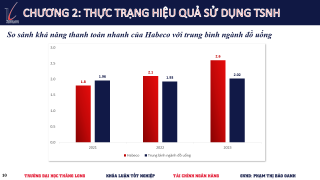 CHƯƠNG 2: THỰC TRẠNG HIỆU QUẢ SỬ DỤNG TSNH
So sánh khả năng thanh toán nhanh của Habeco với trung bình ngành đồ uống
3.0
2.5
2.0
1.5
1.0
0.5
0.0
1.8
1.96
2.1
1.93
2.6
2.02
2021
2022
2023
Habeco
Trung bình ngành đồ uống
TRƯỜNG ĐẠI HỌC THĂNG LONG
KHÓA LUẬN TỐT NGHIỆP
TÀI CHÍNH NGÂN HÀNG
GVHD: PHẠM THỊ BẢO OANH